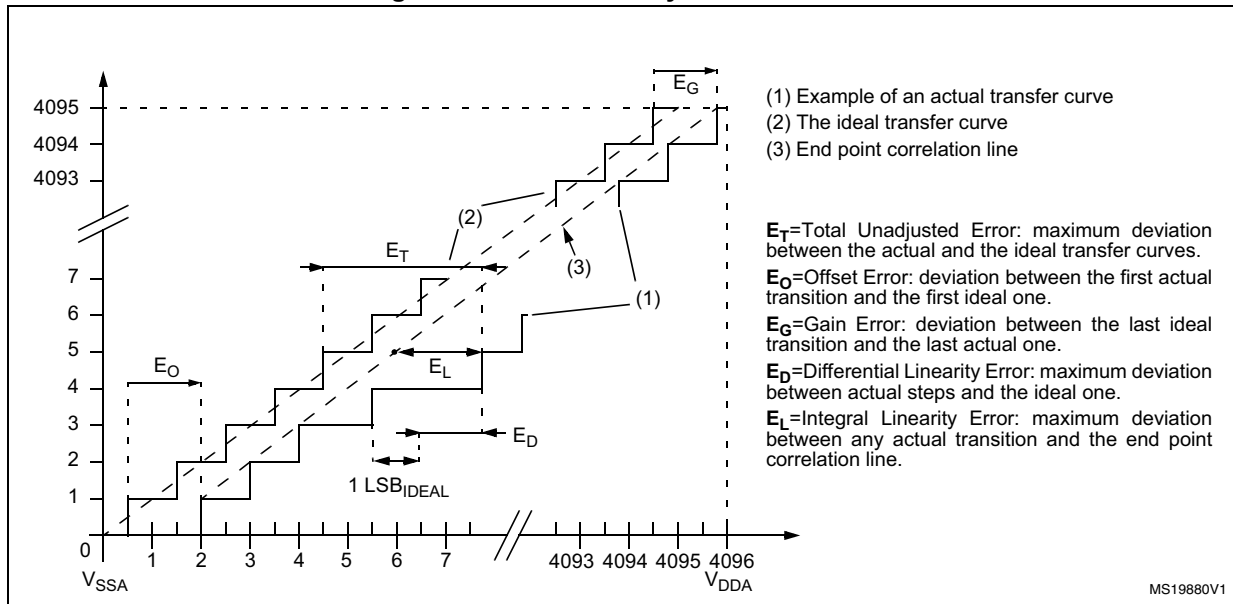 E_G
4095
4094
4093
7
6
5
4
3
2
1
0
(1) Example of an actual transfer curve
(2) The ideal transfer curve
(3) End point correlation line
E_T=Total Unadjusted Error: maximum deviation
between the actual and the ideal transfer curves.
E_O=Offset Error: deviation between the first actual
transition and the first ideal one.
E_G=Gain Error: deviation between the last ideal
transition and the last actual one.
E_D=Differential Linearity Error: maximum deviation
between actual steps and the ideal one.
E_L=Integral Linearity Error: maximum deviation
between any actual transition and the end point
correlation line.
(2)
E_T
(3)
(1)
E_O
E_L
E_D
1 LSB_IDEAL
1 2 3 4 5 6 7 4093 4094 4095 4096
V_SSA V_DDA
MS19880V1